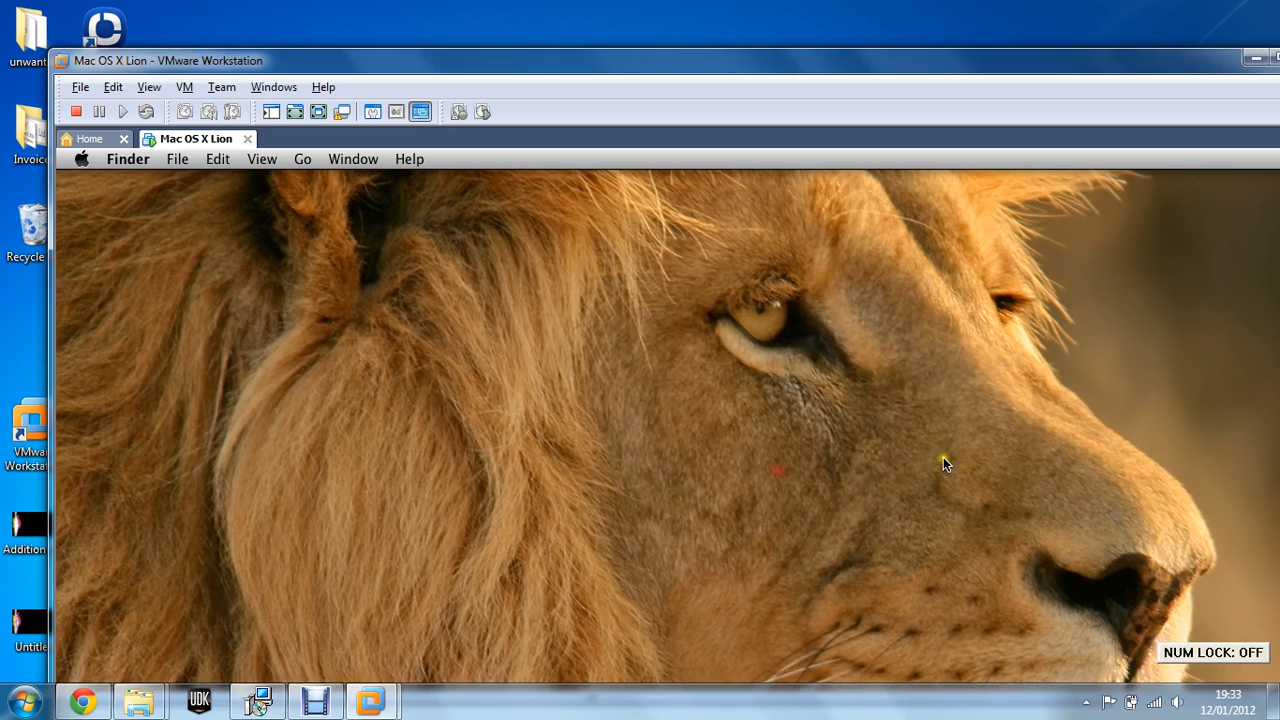 unwant
Mac OS X Lion - VMware Workstation
File Edit View VM Team Windows Help
Home Mac OS X Lion
Invoic
Finder File Edit View Go Window Help
Recycle
VMwa
Worksta
Addition
Untitle
NUM LOCK: OFF
UDK
19:33
12/01/2012